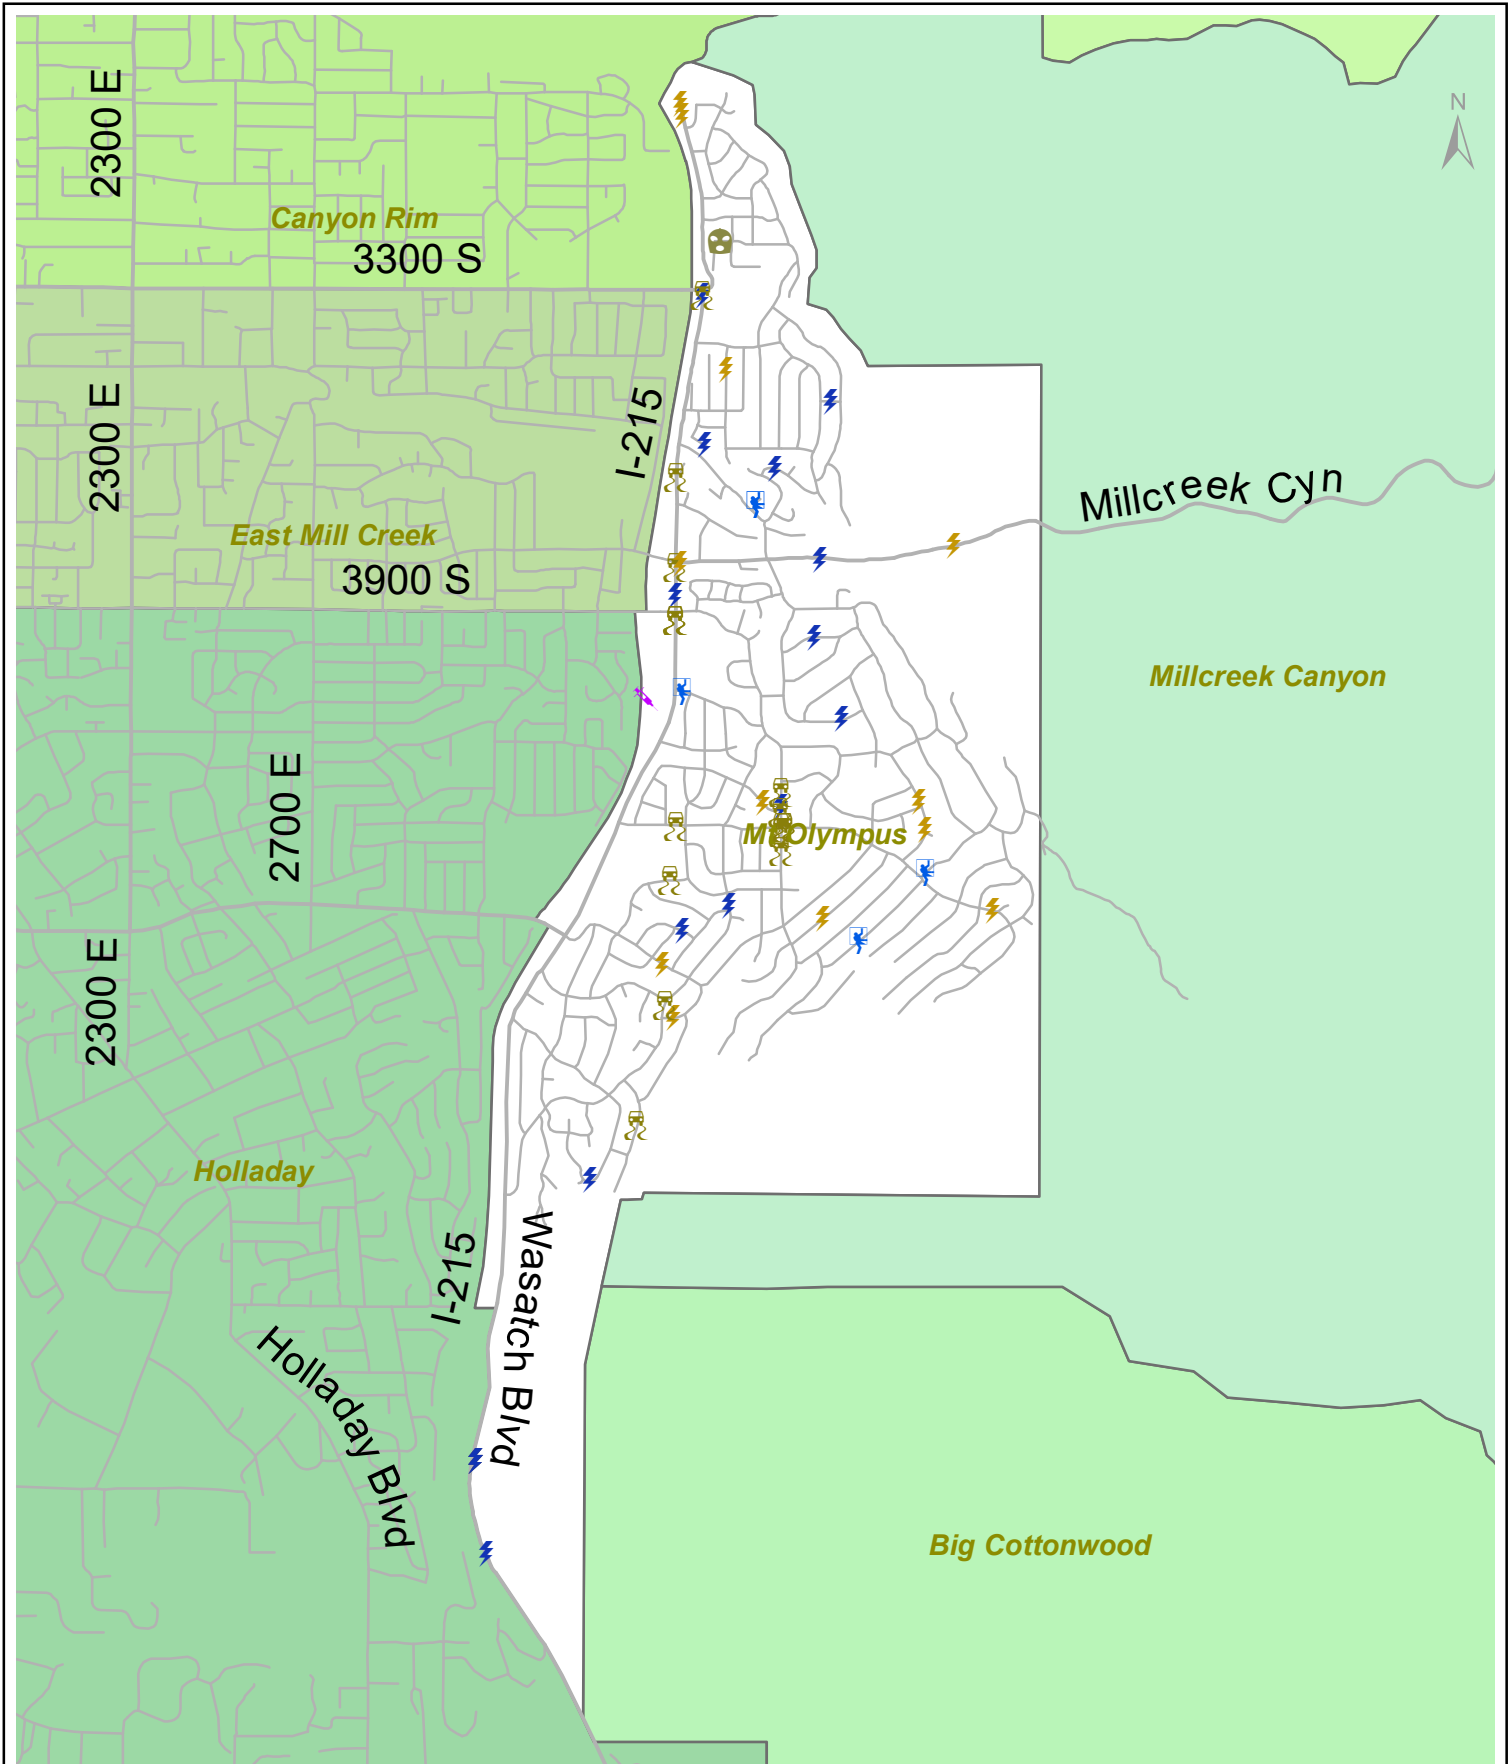 N
2300 E
Canyon Rim
3300 S
2300 E
I-215
Millcreek Cyn
East Mill Creek
3900 S
Millcreek Canyon
2700 E
Mt Olympus
2300 E
Holladay
I-215
Wasatch Blvd
Holladay Blvd
Big Cottonwood